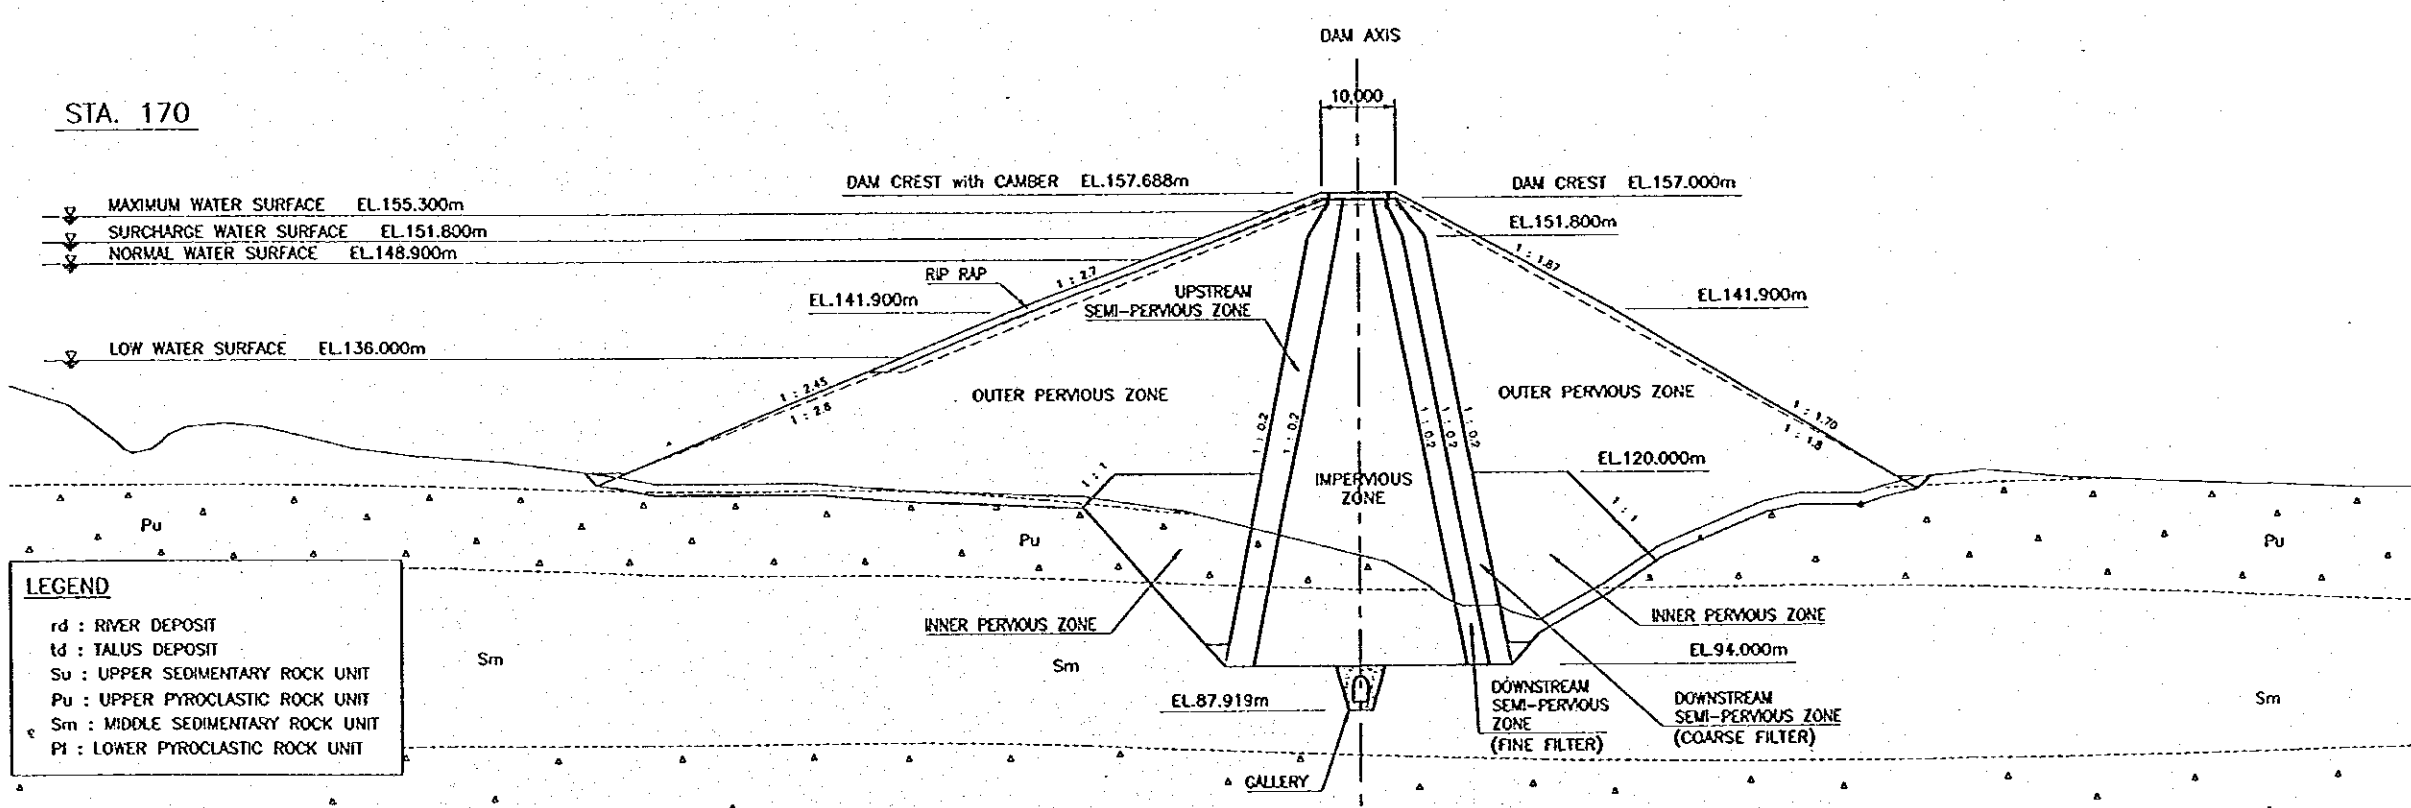 DAM AXIS
STA. 170
10,000
DAM CREST with CAMBER EL.157.688m
DAM CREST EL.157.000m
MAXIMUM WATER SURFACE EL.155.300m
SURCHARGE WATER SURFACE EL.151.800m
NORMAL WATER SURFACE EL.148.900m
EL.151.800m
RIP RAP
1 : 2.7
1 : 1.87
EL.141.900m
UPSTREAM
SEMI-PERVIOUS ZONE
EL.141.900m
LOW WATER SURFACE EL.136.000m
1 : 2.45
1 : 2.6
OUTER PERVIOUS ZONE
OUTER PERVIOUS ZONE
1 : 0.2
1 : 0.2
1 : 0.2
1 : 0.2
1 : 0.2
1 : 1.70
1 : 1.8
1 : 1
IMPERVIOUS
ZONE
EL.120.000m
1 : 1
Pu
Pu
Pu
LEGEND
rd : RIVER DEPOSIT
td : TALUS DEPOSIT
Su : UPPER SEDIMENTARY ROCK UNIT
Pu : UPPER PYROCLASTIC ROCK UNIT
Sm : MIDDLE SEDIMENTARY ROCK UNIT
Pl : LOWER PYROCLASTIC ROCK UNIT
INNER PERVIOUS ZONE
INNER PERVIOUS ZONE
Sm
Sm
EL.94.000m
EL.87.919m
DOWNSTREAM
SEMI-PERVIOUS
ZONE
(FINE FILTER)
DOWNSTREAM
SEMI-PERVIOUS ZONE
(COARSE FILTER)
Sm
GALLERY